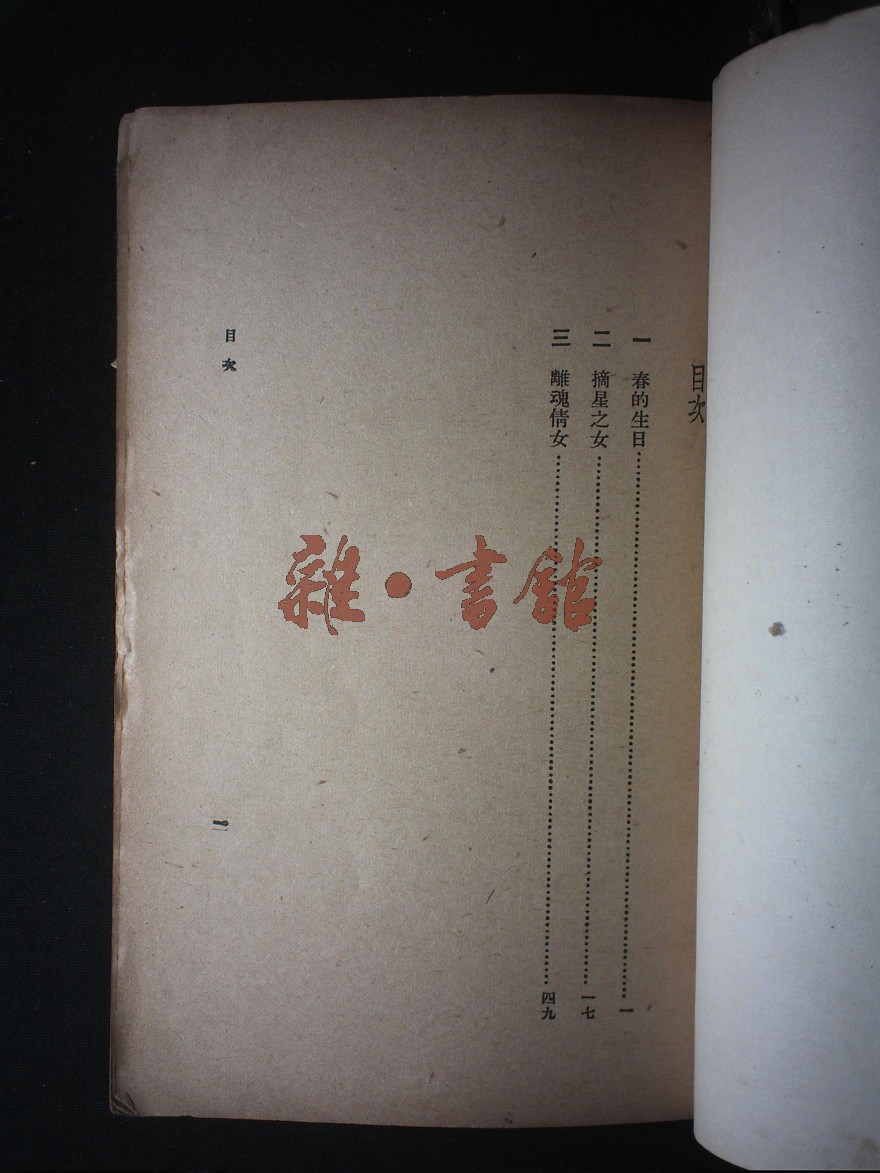 目次
一 春的生日……一
二 摘星之女……一七
三 離魂倩女……四九
目次
一
雜·書館